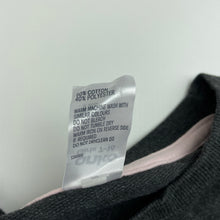 60% COTTON
40% POLYESTER
WARM MACHINE WASH WITH
SIMILAR COLOURS
DO NOT BLEACH
DO NOT TUMBLE DRY
WARM IRON ON REVERSE SIDE
IF REQUIRED
DO NOT DRYCLEAN